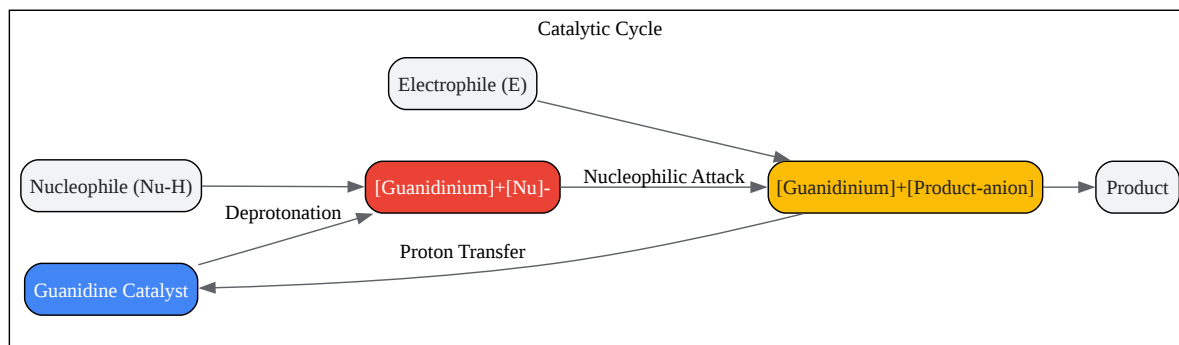 Catalytic Cycle
Electrophile (E)
Nucleophile (Nu-H)
[Guanidinium]+[Nu]-
Nucleophilic Attack
[Guanidinium]+[Product-anion]
Product
Deprotonation
Proton Transfer
Guanidine Catalyst